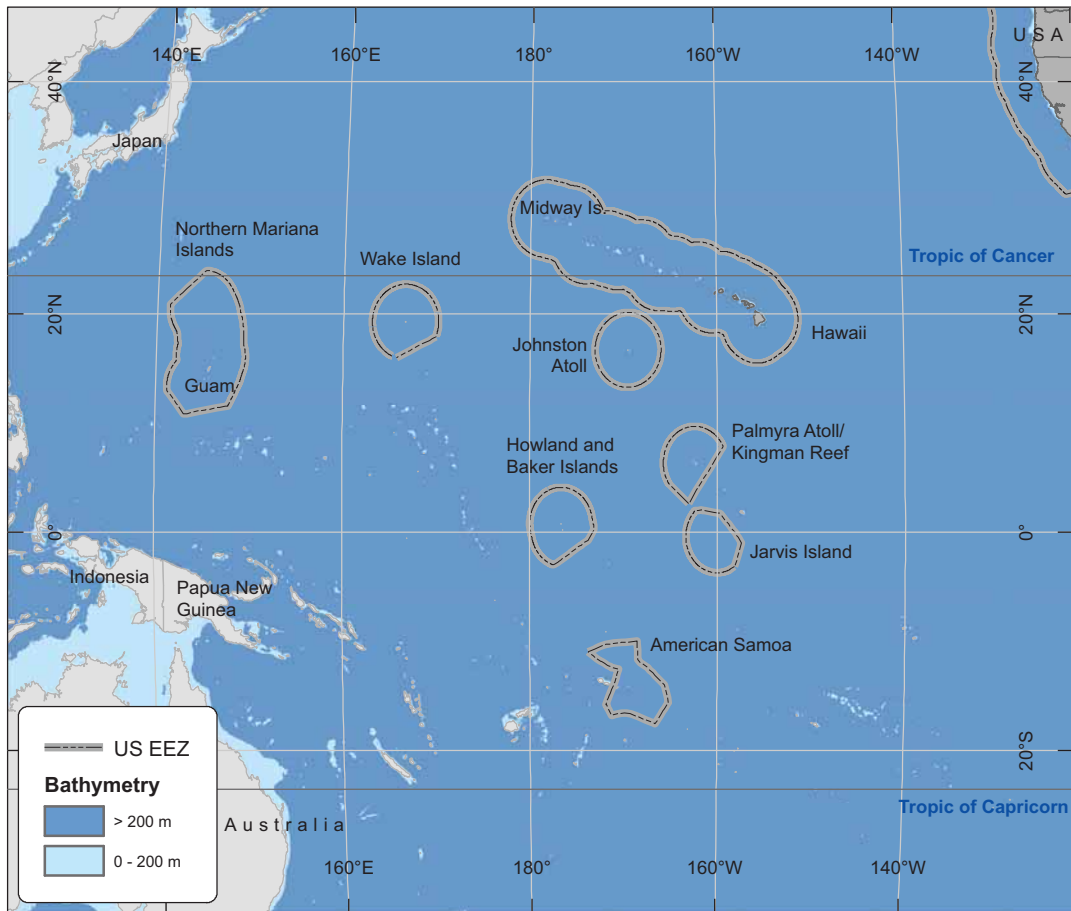 140°E
160°E
180°
160°W
140°W
U S A
40°N
40°N
Japan
Midway Is.
Northern Mariana
Islands
Wake Island
Tropic of Cancer
20°N
20°N
Hawaii
Johnston
Atoll
Guam
Palmyra Atoll/
Kingman Reef
Howland and
Baker Islands
0°
0°
Jarvis Island
Indonesia
Papua New
Guinea
American Samoa
US EEZ
Bathymetry
> 200 m
0 - 200 m
20°S
Tropic of Capricorn
A u s t r a l i a
160°E
180°
160°W
140°W